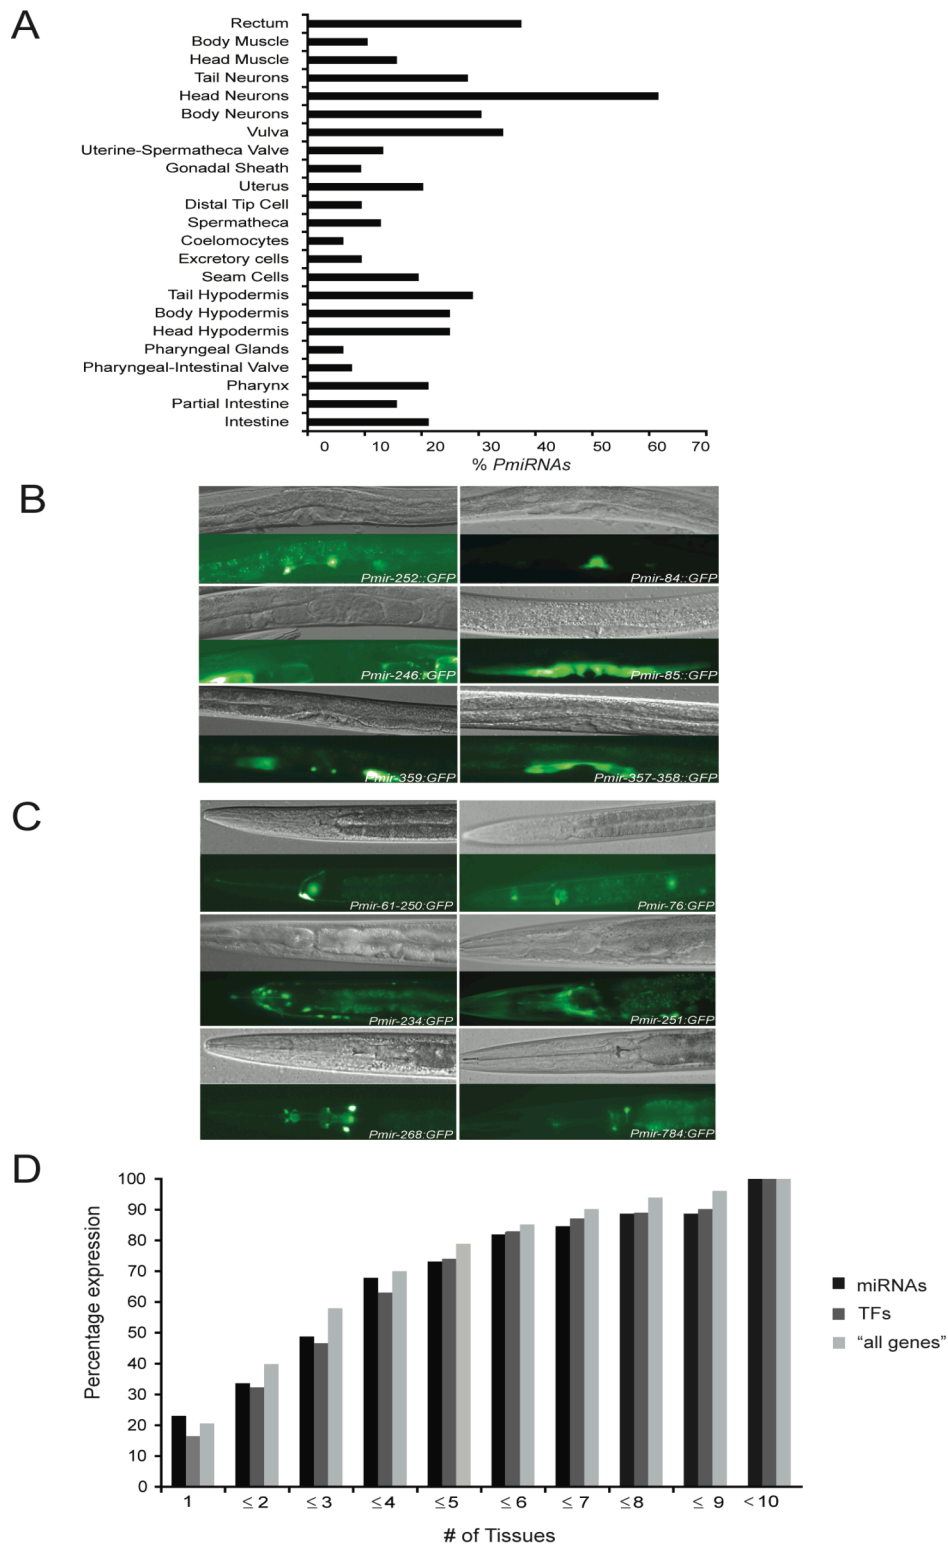 A
Rectum
Body Muscle
Head Muscle
Tail Neurons
Head Neurons
Body Neurons
Vulva
Uterine-Spermatheca Valve
Gonadal Sheath
Uterus
Distal Tip Cell
Spermatheca
Coelomocytes
Excretory cells
Seam Cells
Tail Hypodermis
Body Hypodermis
Head Hypodermis
Pharyngeal Glands
Pharyngeal-Intestinal Valve
Pharynx
Partial Intestine
Intestine
0 10 20 30 40 50 60 70
% PmiRNAs
B
Pmir-252::GFP Pmir-84::GFP
Pmir-246::GFP Pmir-85::GFP
Pmir-359:GFP Pmir-357-358::GFP
C
Pmir-61-250:GFP Pmir-76:GFP
Pmir-234:GFP Pmir-251:GFP
Pmir-268:GFP Pmir-784:GFP
D
Percentage expression
100
90
80
70
60
50
40
30
20
10
0
1 ≤ 2 ≤ 3 ≤4 ≤5 ≤ 6 ≤ 7 ≤8 ≤ 9 < 10
# of Tissues
miRNAs
TFs
“all genes”